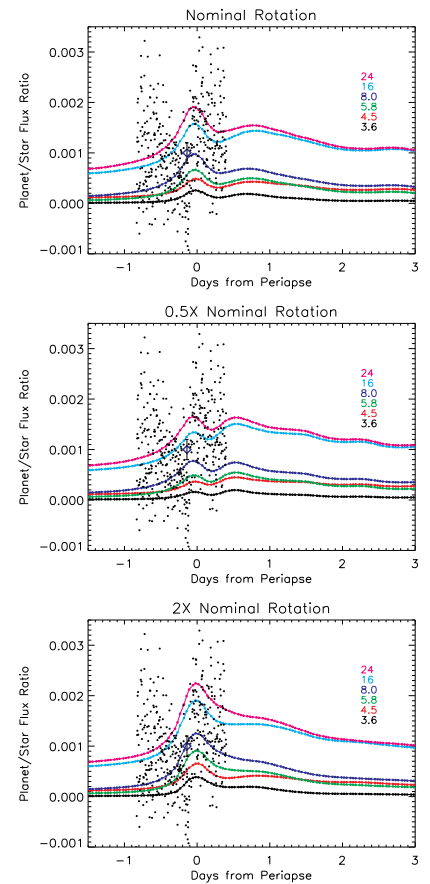 Nominal Rotation
0.003
0.002
0.001
0.000
−0.001
Planet/Star Flux Ratio
24
16
8.0
5.8
4.5
3.6
−1 0 1 2 3
Days from Periapse
0.5X Nominal Rotation
0.003
0.002
0.001
0.000
−0.001
Planet/Star Flux Ratio
24
16
8.0
5.8
4.5
3.6
−1 0 1 2 3
Days from Periapse
2X Nominal Rotation
0.003
0.002
0.001
0.000
−0.001
Planet/Star Flux Ratio
24
16
8.0
5.8
4.5
3.6
−1 0 1 2 3
Days from Periapse